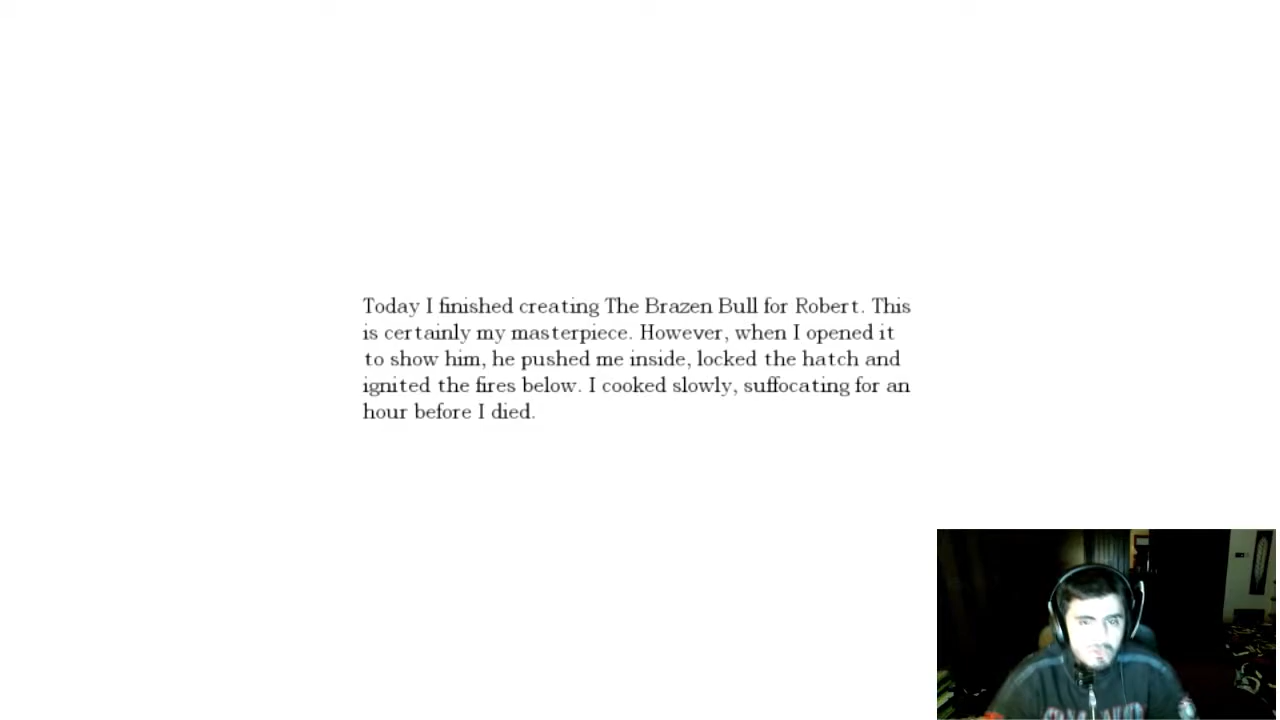 Today I finished creating The Brazen Bull for Robert. This
is certainly my masterpiece. However, when I opened it
to show him, he pushed me inside, locked the hatch and
ignited the fires below. I cooked slowly, suffocating for an
hour before I died.